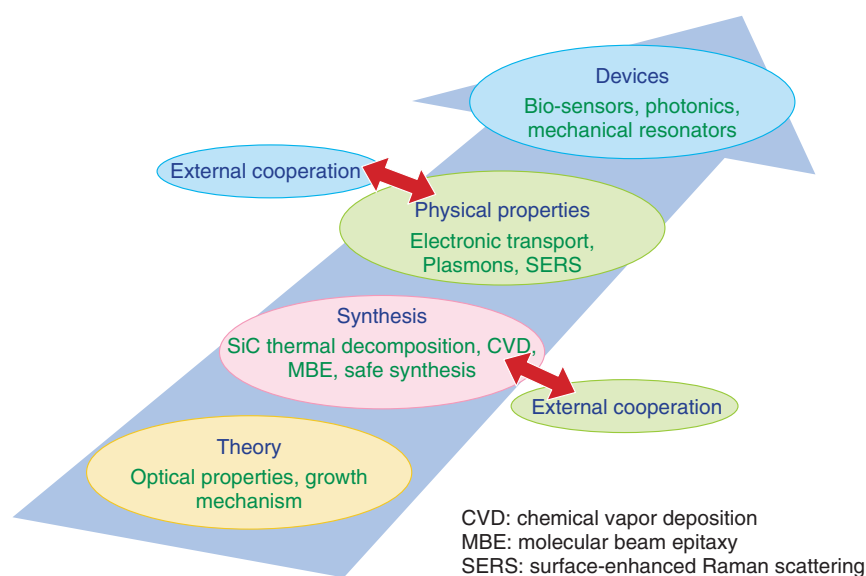 Devices
Bio-sensors, photonics,
mechanical resonators
External cooperation
Physical properties
Electronic transport,
Plasmons, SERS
Synthesis
SiC thermal decomposition, CVD,
MBE, safe synthesis
External cooperation
Theory
Optical properties, growth
mechanism
CVD: chemical vapor deposition
MBE: molecular beam epitaxy
SERS: surface-enhanced Raman scattering